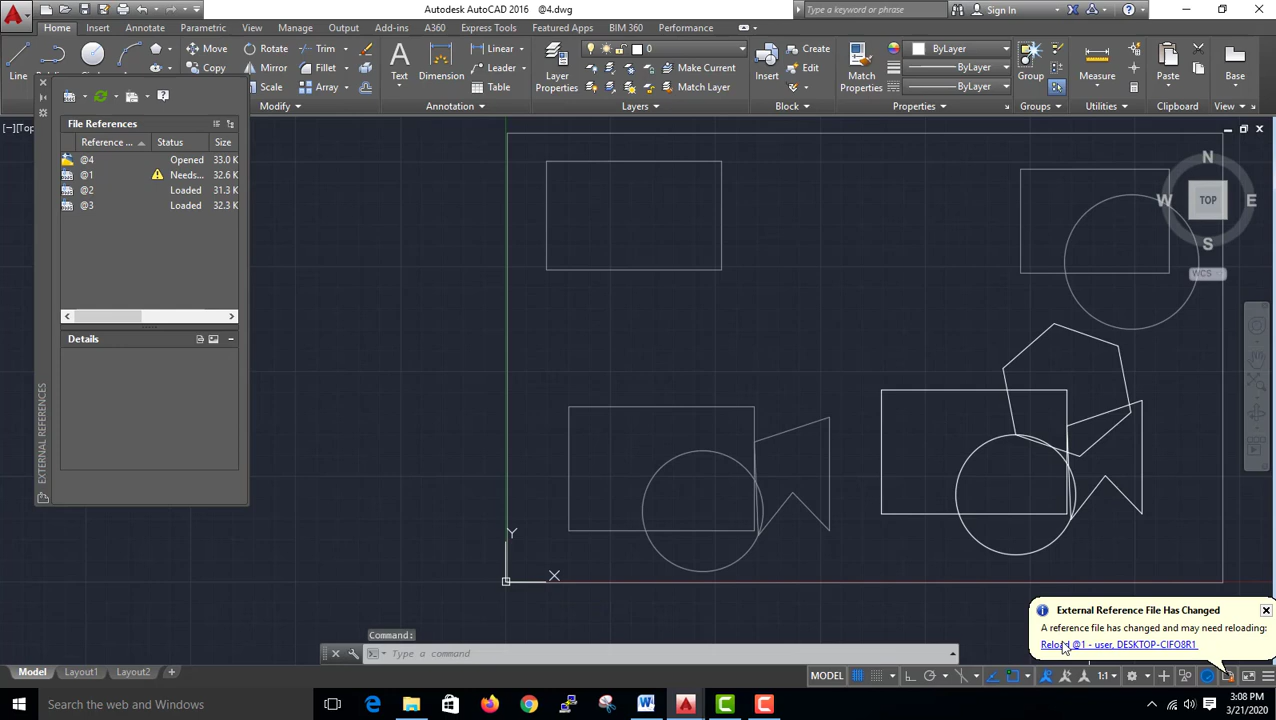 Autodesk AutoCAD 2016 @4.dwg
Type a keyword or phrase
Sign In
Home Insert Annotate Parametric View Manage Output Add-ins A360 Express Tools Featured Apps BIM 360 Performance
Line
Move
Copy
Rotate
Mirror
Trim
Fillet
Array
Modify
Text
Dimension
Linear
Leader
Table
Annotation
Layer
Properties
0
Make Current
Match Layer
Layers
Insert
Create
Edit
Block
Match
Properties
ByLayer
ByLayer
ByLayer
Properties
Group
Groups
Measure
Utilities
Paste
Clipboard
Base
[−][Top
File References
Reference ... Status Size
@4 Opened 33.0 K
@1 Needs... 32.6 K
@2 Loaded 31.3 K
@3 Loaded 32.3 K
Details
EXTERNAL REFERENCES
N
W TOP E
S
WCS
Y
X
External Reference File Has Changed
A reference file has changed and may need reloading:
Reload @1 - user, DESKTOP-CIFO8R1
Command:
Type a command
Model Layout1 Layout2 +
MODEL
1:1
Type here to search
3:08 PM
3/21/2020